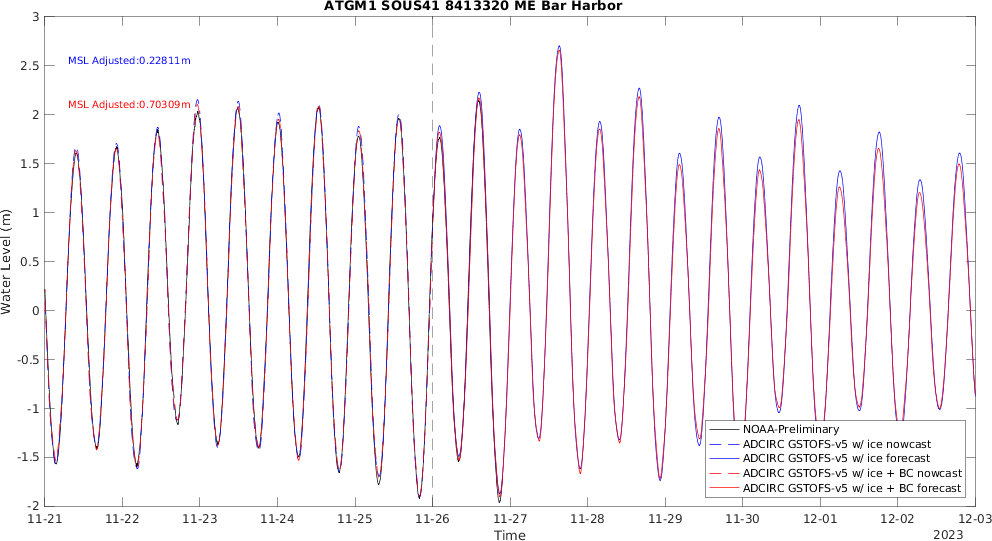 ATGM1 SOUS41 8413320 ME Bar Harbor
3
2.5
2
1.5
1
0.5
0
-0.5
-1
-1.5
-2
Water Level (m)
MSL Adjusted:0.22811m
MSL Adjusted:0.70309m
NOAA-Preliminary
ADCIRC GSTOFS-v5 w/ ice nowcast
ADCIRC GSTOFS-v5 w/ ice forecast
ADCIRC GSTOFS-v5 w/ ice + BC nowcast
ADCIRC GSTOFS-v5 w/ ice + BC forecast
11-21 11-22 11-23 11-24 11-25 11-26 11-27 11-28 11-29 11-30 12-01 12-02 12-03
Time
2023